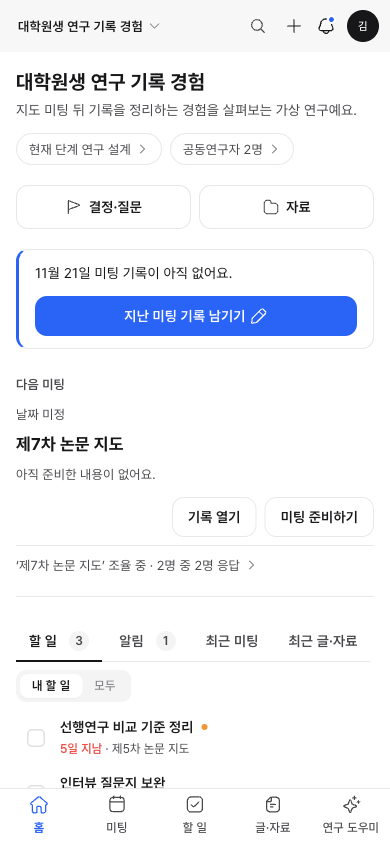 대학원생 연구 기록 경험
김
대학원생 연구 기록 경험
지도 미팅 뒤 기록을 정리하는 경험을 살펴보는 가상 연구예요.
현재 단계 연구 설계
공동연구자 2명
결정·질문
자료
11월 21일 미팅 기록이 아직 없어요.
지난 미팅 기록 남기기
다음 미팅
날짜 미정
제7차 논문 지도
아직 준비한 내용이 없어요.
기록 열기
미팅 준비하기
‘제7차 논문 지도’ 조율 중 · 2명 중 2명 응답
할 일 3
알림 1
최근 미팅
최근 글·자료
내 할 일
모두
선행연구 비교 기준 정리
5일 지남 · 제5차 논문 지도
인터뷰 질문지 보완
홈
미팅
할 일
글·자료
연구 도우미